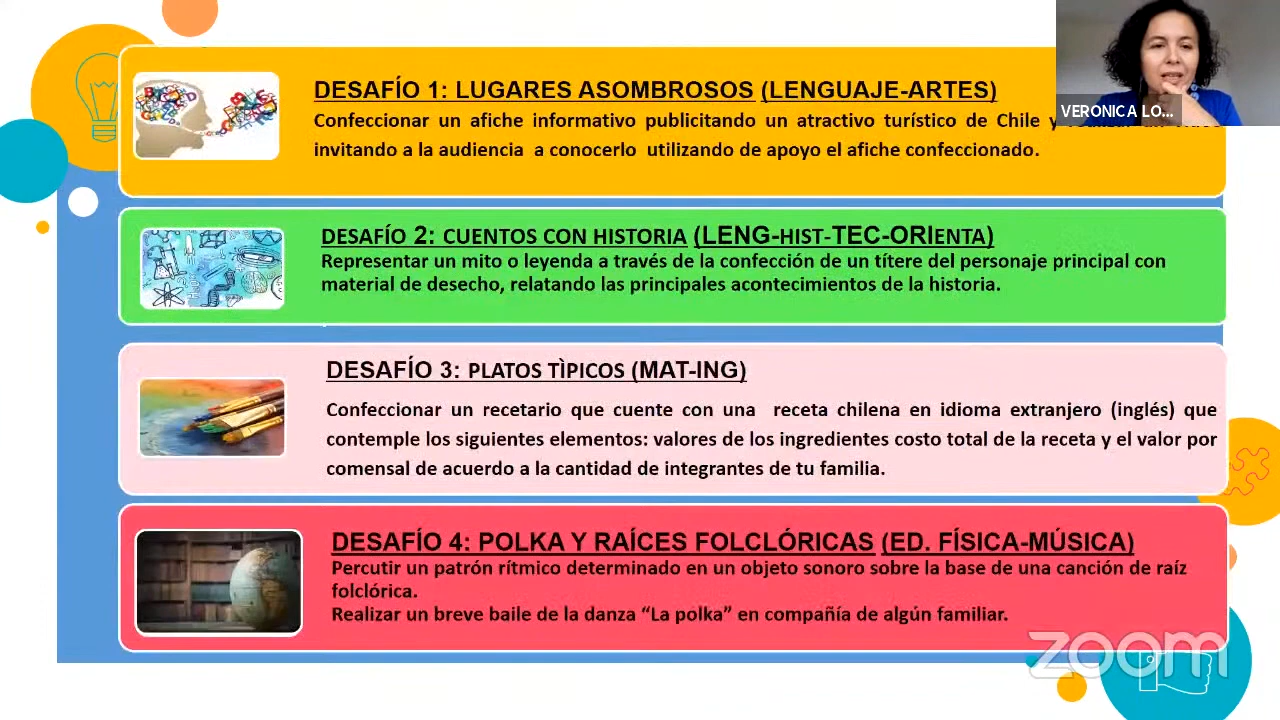 DESAFÍO 1: LUGARES ASOMBROSOS (LENGUAJE-ARTES)
Confeccionar un afiche informativo publicitando un atractivo turístico de Chile y
invitando a la audiencia a conocerlo utilizando de apoyo el afiche confeccionado.
VERONICA LO...
DESAFÍO 2: CUENTOS CON HISTORIA (LENG-HIST-TEC-ORIENTA)
Representar un mito o leyenda a través de la confección de un títere del personaje principal con
material de desecho, relatando las principales acontecimientos de la historia.
DESAFÍO 3: PLATOS TÌPICOS (MAT-ING)
Confeccionar un recetario que cuente con una receta chilena en idioma extranjero (inglés) que
contemple los siguientes elementos: valores de los ingredientes costo total de la receta y el valor por
comensal de acuerdo a la cantidad de integrantes de tu familia.
DESAFÍO 4: POLKA Y RAÍCES FOLCLÓRICAS (ED. FÍSICA-MÚSICA)
Percutir un patrón rítmico determinado en un objeto sonoro sobre la base de una canción de raíz
folclórica.
Realizar un breve baile de la danza “La polka” en compañía de algún familiar.
zoom